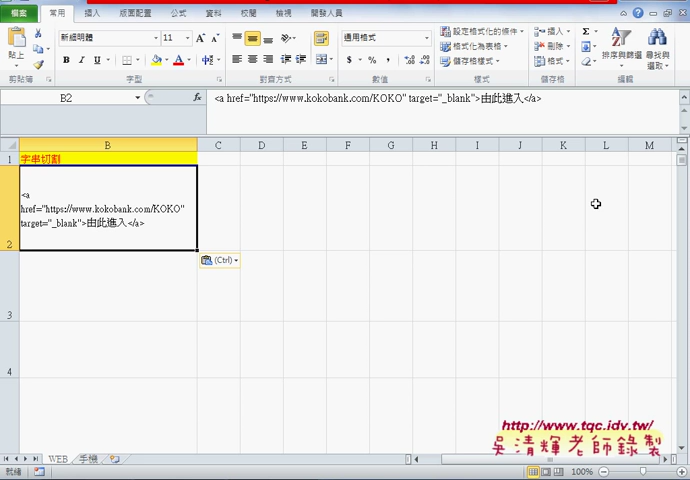 檔案 常用 插入 版面配置 公式 資料 校閱 檢視 開發人員
新細明體 11 通用格式 設定格式化的條件 插入
貼上 B I U 格式化為表格 刪除 排序與篩選 尋找與選取
$ % , 儲存格樣式 格式
剪貼簿 字型 對齊方式 數值 樣式 儲存格 編輯
B2 fx <a href="https://www.kokobank.com/KOKO" target="_blank">由此進入</a>
B C D E F G H I J K L M
1 字串切割
<a
href="https://www.kokobank.com/KOKO"
target="_blank">由此進入</a>
2
(Ctrl)
3
4
http://www.tqc.idv.tw/
吳清輝老師錄製
WEB 手機
就緒 100%